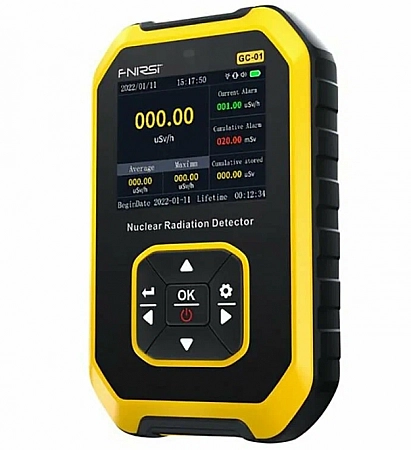 FNIRSI
GC-01
2022/01/11 15:17:50
000.00
uSv/h
Current Alarm
001.00 uSv/h
Cumulative Alarm
020.00 mSv
Average
000.00
uSv/h
Maximn
000.00
uSv/h
Cumulative stored
000.00 mSv
BeginDate 2022-01-11 Lifetime 00:12:34
Nuclear Radiation Detector
OK